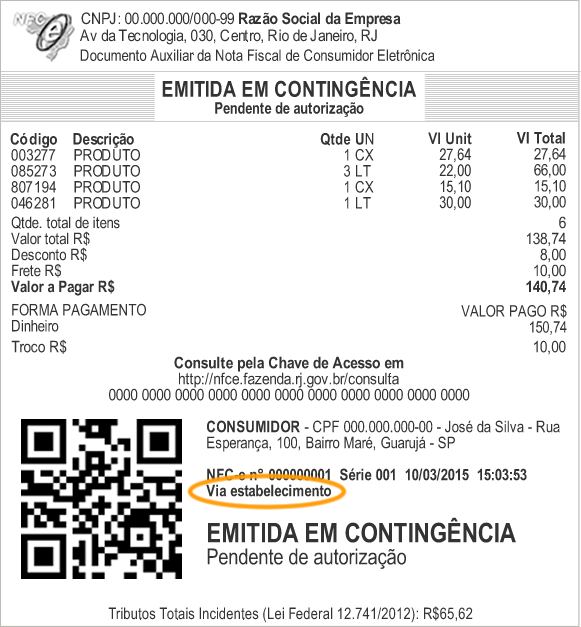 NFC-e
CNPJ: 00.000.000/000-99 Razão Social da Empresa
Av da Tecnologia, 030, Centro, Rio de Janeiro, RJ
Documento Auxiliar da Nota Fiscal de Consumidor Eletrônica
EMITIDA EM CONTINGÊNCIA
Pendente de autorização
Código Descrição Qtde UN Vl Unit Vl Total
003277 PRODUTO 1 CX 27,64 27,64
085273 PRODUTO 3 LT 22,00 66,00
807194 PRODUTO 1 CX 15,10 15,10
046281 PRODUTO 1 LT 30,00 30,00
Qtde. total de itens 6
Valor total R$ 138,74
Desconto R$ 8,00
Frete R$ 10,00
Valor a Pagar R$ 140,74
FORMA PAGAMENTO VALOR PAGO R$
Dinheiro 150,74
Troco R$ 10,00
Consulte pela Chave de Acesso em
http://nfce.fazenda.rj.gov.br/consulta
0000 0000 0000 0000 0000 0000 0000 0000 0000 0000 0000
CONSUMIDOR - CPF 000.000.000-00 - José da Silva - Rua
Esperança, 100, Bairro Maré, Guarujá - SP
NFC-e nº 000000001 Série 001 10/03/2015 15:03:53
Via estabelecimento
EMITIDA EM CONTINGÊNCIA
Pendente de autorização
Tributos Totais Incidentes (Lei Federal 12.741/2012): R$65,62